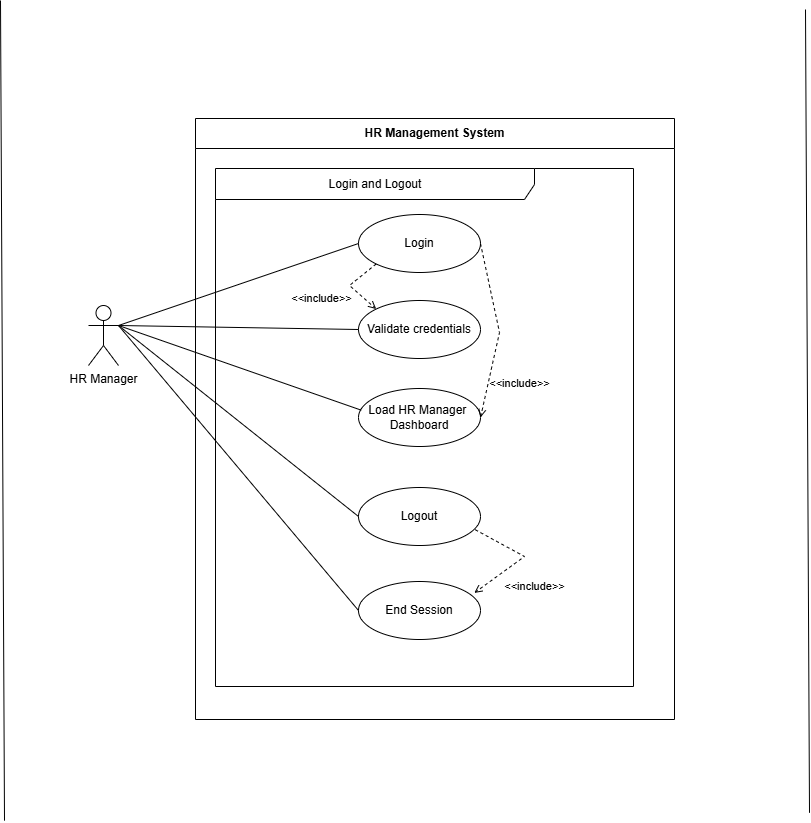 HR Management System
Login and Logout
Login
<<include>>
Validate credentials
HR Manager
<<include>>
Load HR Manager
Dashboard
Logout
<<include>>
End Session